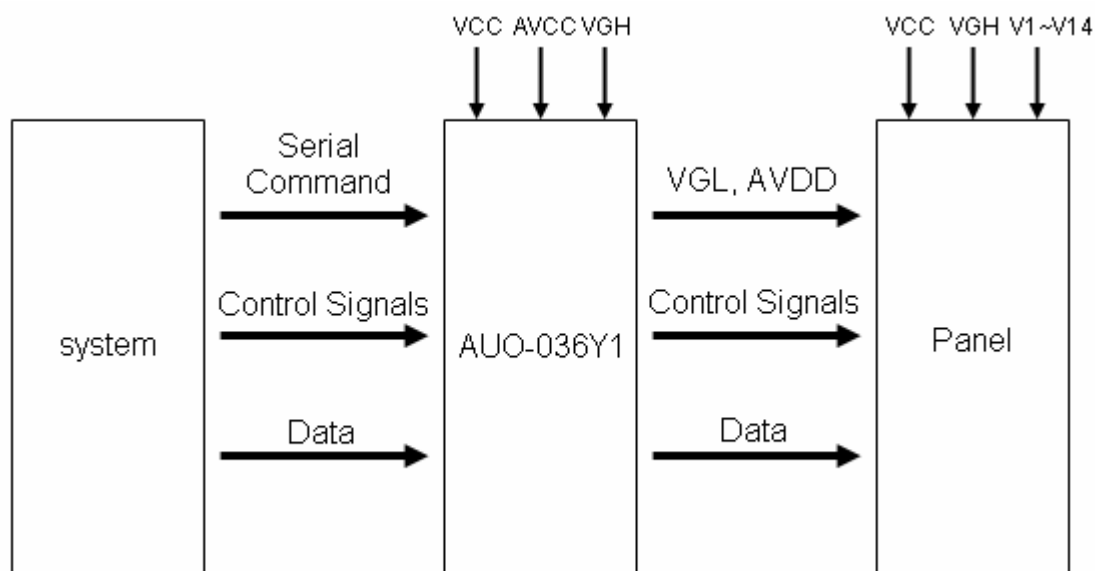 VCC AVCC VGH
VCC VGH V1~V14
Serial
Command
VGL, AVDD
Control Signals
Control Signals
system
AUO-036Y1
Panel
Data
Data